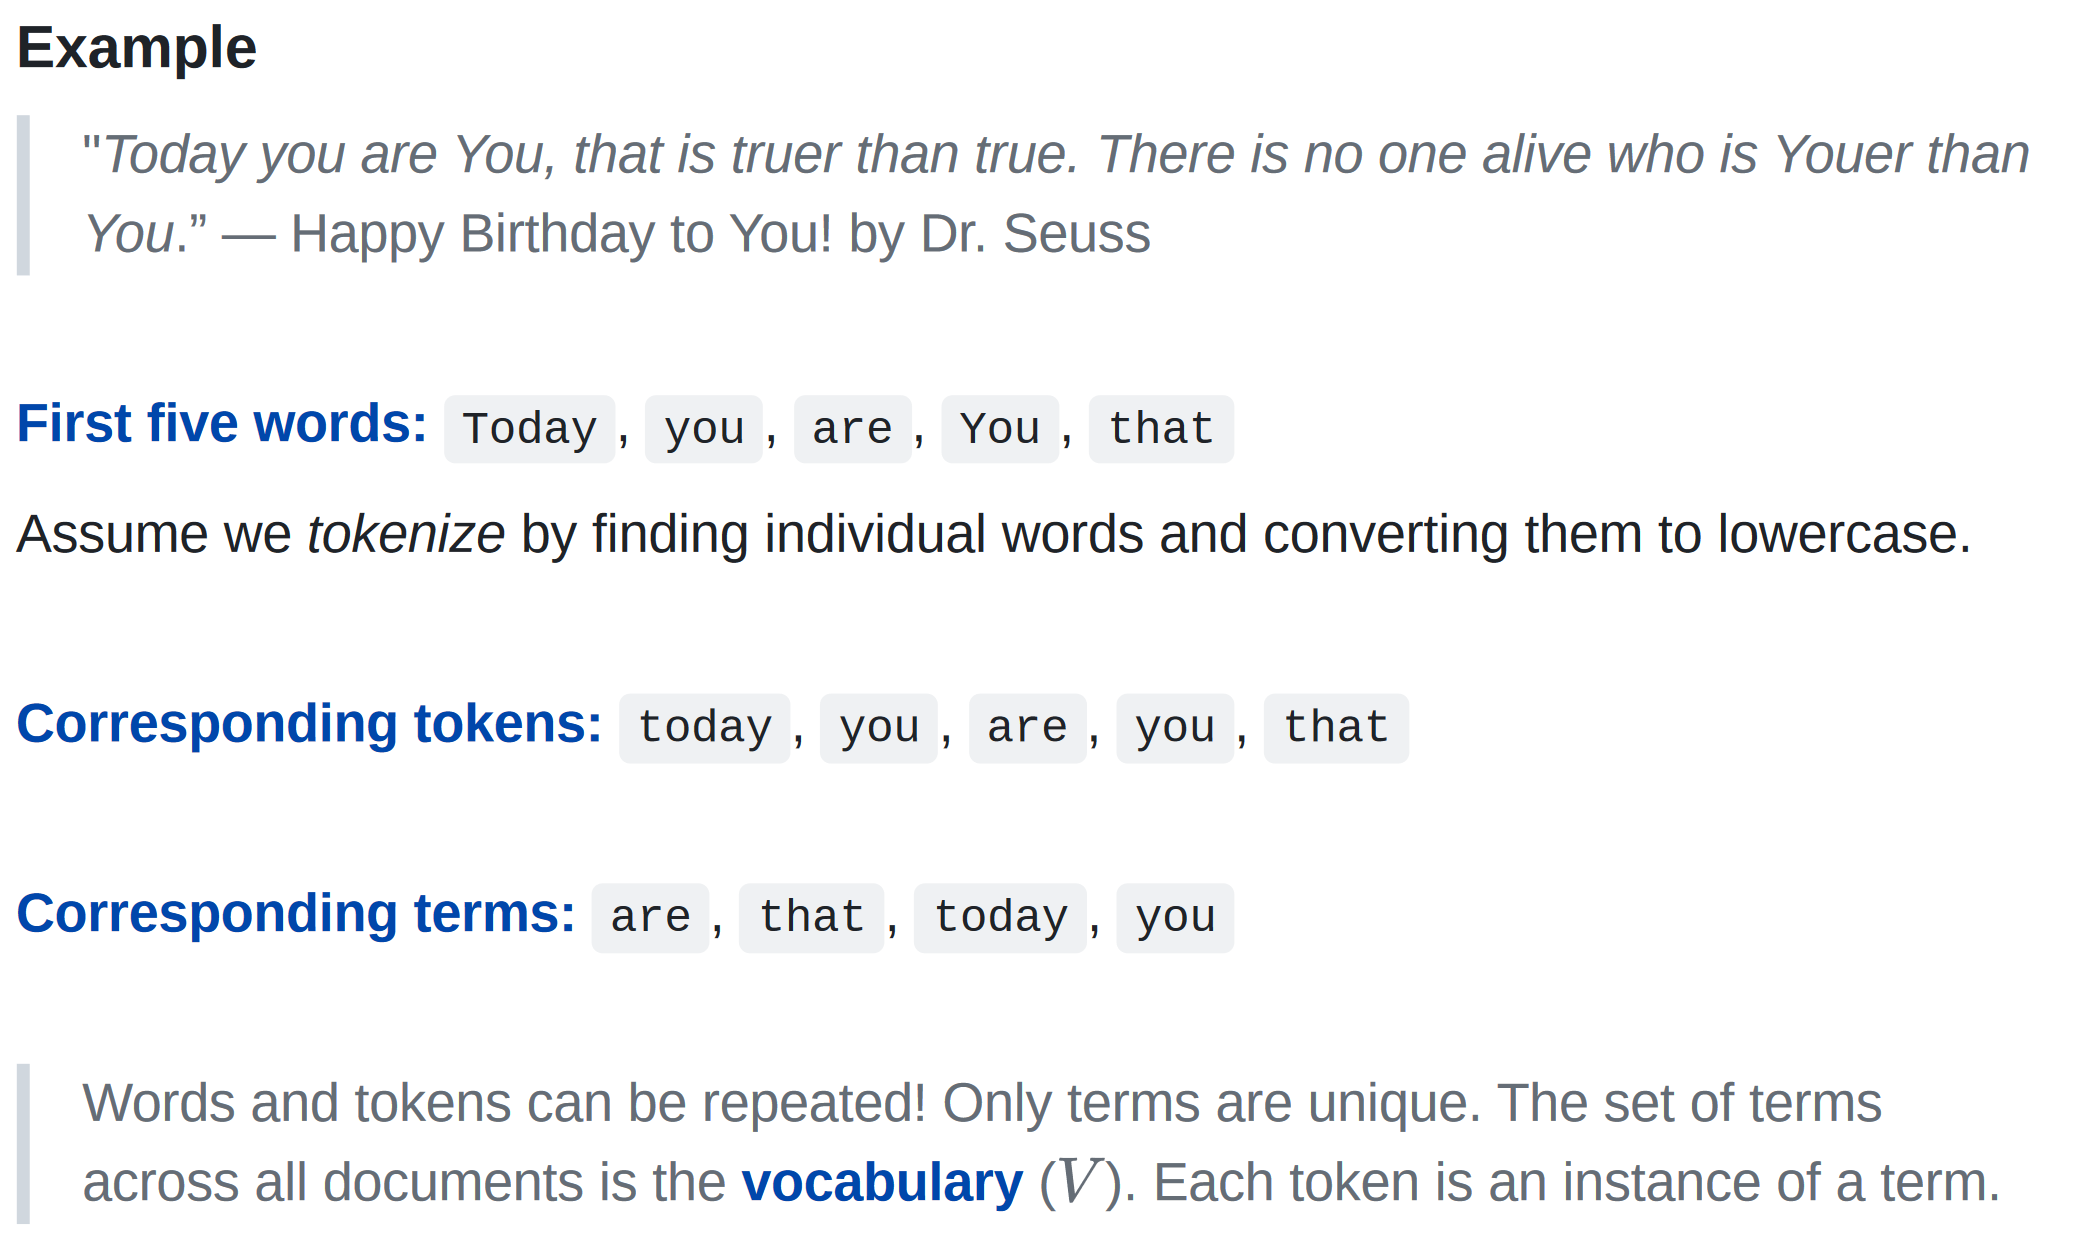 Example
"Today you are You, that is truer than true. There is no one alive who is Youer than
You.” — Happy Birthday to You! by Dr. Seuss
First five words: Today, you, are, You, that
Assume we tokenize by finding individual words and converting them to lowercase.
Corresponding tokens: today, you, are, you, that
Corresponding terms: are, that, today, you
Words and tokens can be repeated! Only terms are unique. The set of terms
across all documents is the vocabulary (V). Each token is an instance of a term.